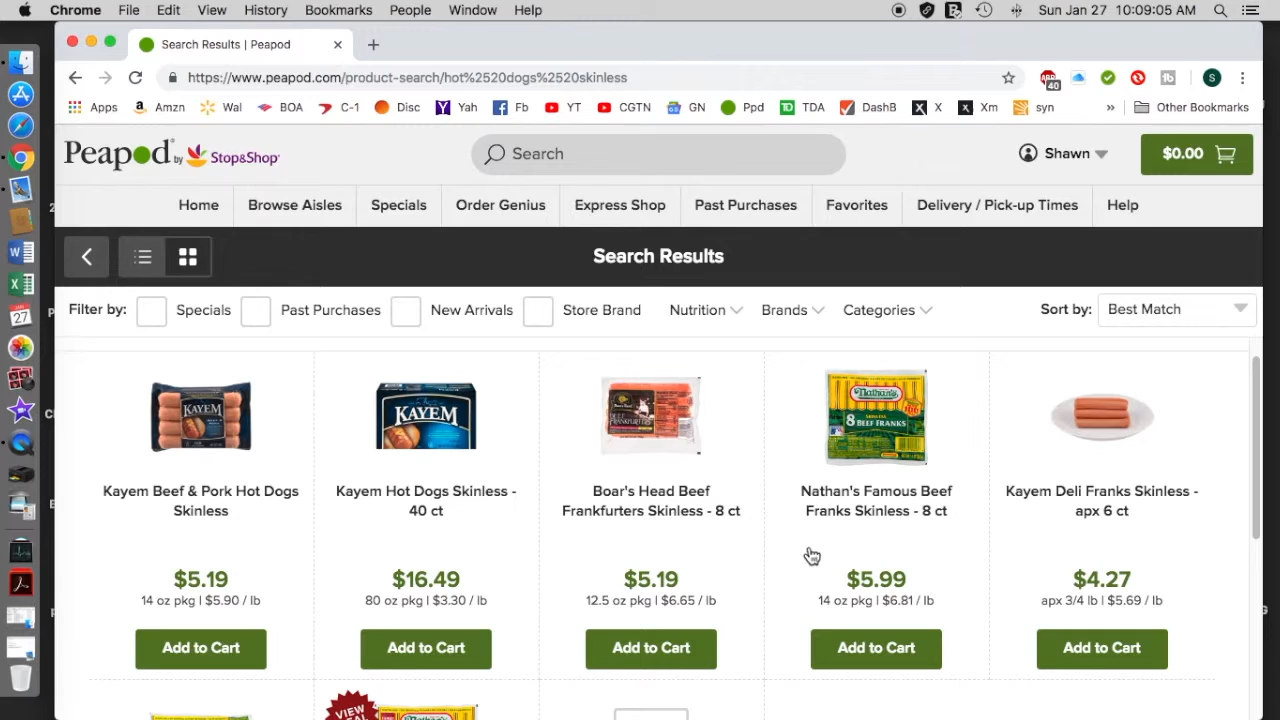 Chrome File Edit View History Bookmarks People Window Help Sun Jan 27 10:09:05 AM
Search Results | Peapod
https://www.peapod.com/product-search/hot%2520dogs%2520skinless
40
S
Apps Amzn Wal BOA C-1 Disc Yah Fb YT CGTN GN Ppd TDA DashB X Xm syn » Other Bookmarks
Peapod by Stop&Shop
Search
Shawn
$0.00
Home Browse Aisles Specials Order Genius Express Shop Past Purchases Favorites Delivery / Pick-up Times Help
Search Results
Filter by: Specials Past Purchases New Arrivals Store Brand Nutrition Brands Categories Sort by: Best Match
KAYEM KAYEM Nathan's
8 BEEF FRANKS
Kayem Beef & Pork Hot Dogs Kayem Hot Dogs Skinless - Boar's Head Beef Nathan's Famous Beef Kayem Deli Franks Skinless -
Skinless 40 ct Frankfurters Skinless - 8 ct Franks Skinless - 8 ct apx 6 ct
$5.19 $16.49 $5.19 $5.99 $4.27
14 oz pkg | $5.90 / lb 80 oz pkg | $3.30 / lb 12.5 oz pkg | $6.65 / lb 14 oz pkg | $6.81 / lb apx 3/4 lb | $5.69 / lb
Add to Cart Add to Cart Add to Cart Add to Cart Add to Cart
VIEW